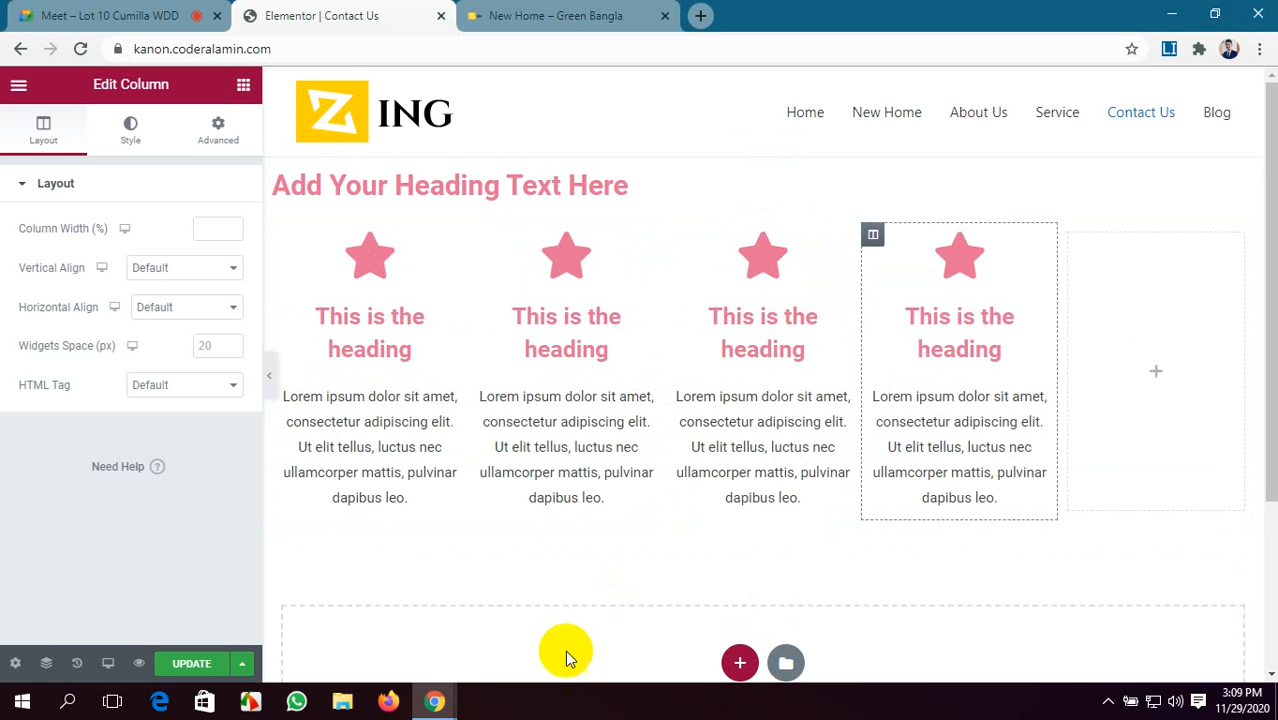 Meet – Lot 10 Cumilla WDD
Elementor | Contact Us
New Home – Green Bangla
kanon.coderalamin.com
LI
Edit Column
Layout
Style
Advanced
Layout
Column Width (%)
Vertical Align
Default
Horizontal Align
Default
Widgets Space (px)
20
HTML Tag
Default
Need Help ?
UPDATE
Z ING
Home
New Home
About Us
Service
Contact Us
Blog
Add Your Heading Text Here
This is the
heading
Lorem ipsum dolor sit amet,
consectetur adipiscing elit.
Ut elit tellus, luctus nec
ullamcorper mattis, pulvinar
dapibus leo.
This is the
heading
Lorem ipsum dolor sit amet,
consectetur adipiscing elit.
Ut elit tellus, luctus nec
ullamcorper mattis, pulvinar
dapibus leo.
This is the
heading
Lorem ipsum dolor sit amet,
consectetur adipiscing elit.
Ut elit tellus, luctus nec
ullamcorper mattis, pulvinar
dapibus leo.
This is the
heading
Lorem ipsum dolor sit amet,
consectetur adipiscing elit.
Ut elit tellus, luctus nec
ullamcorper mattis, pulvinar
dapibus leo.
3:09 PM
11/29/2020